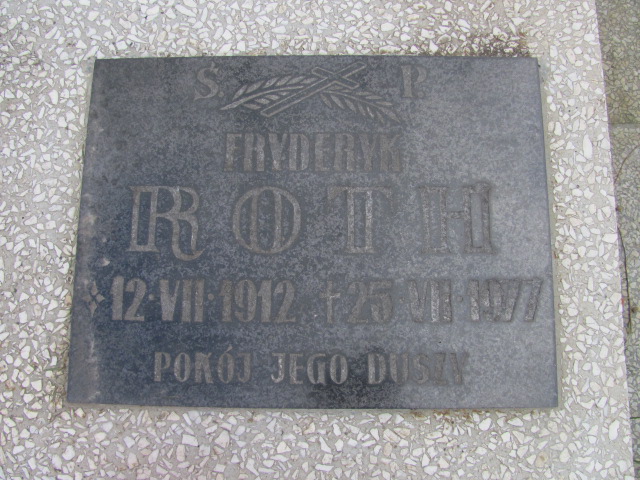 Ś P
FRYDERYK
ROTH
12·VII·1912 †25·VII·1977
POKÓJ JEGO DUSZY